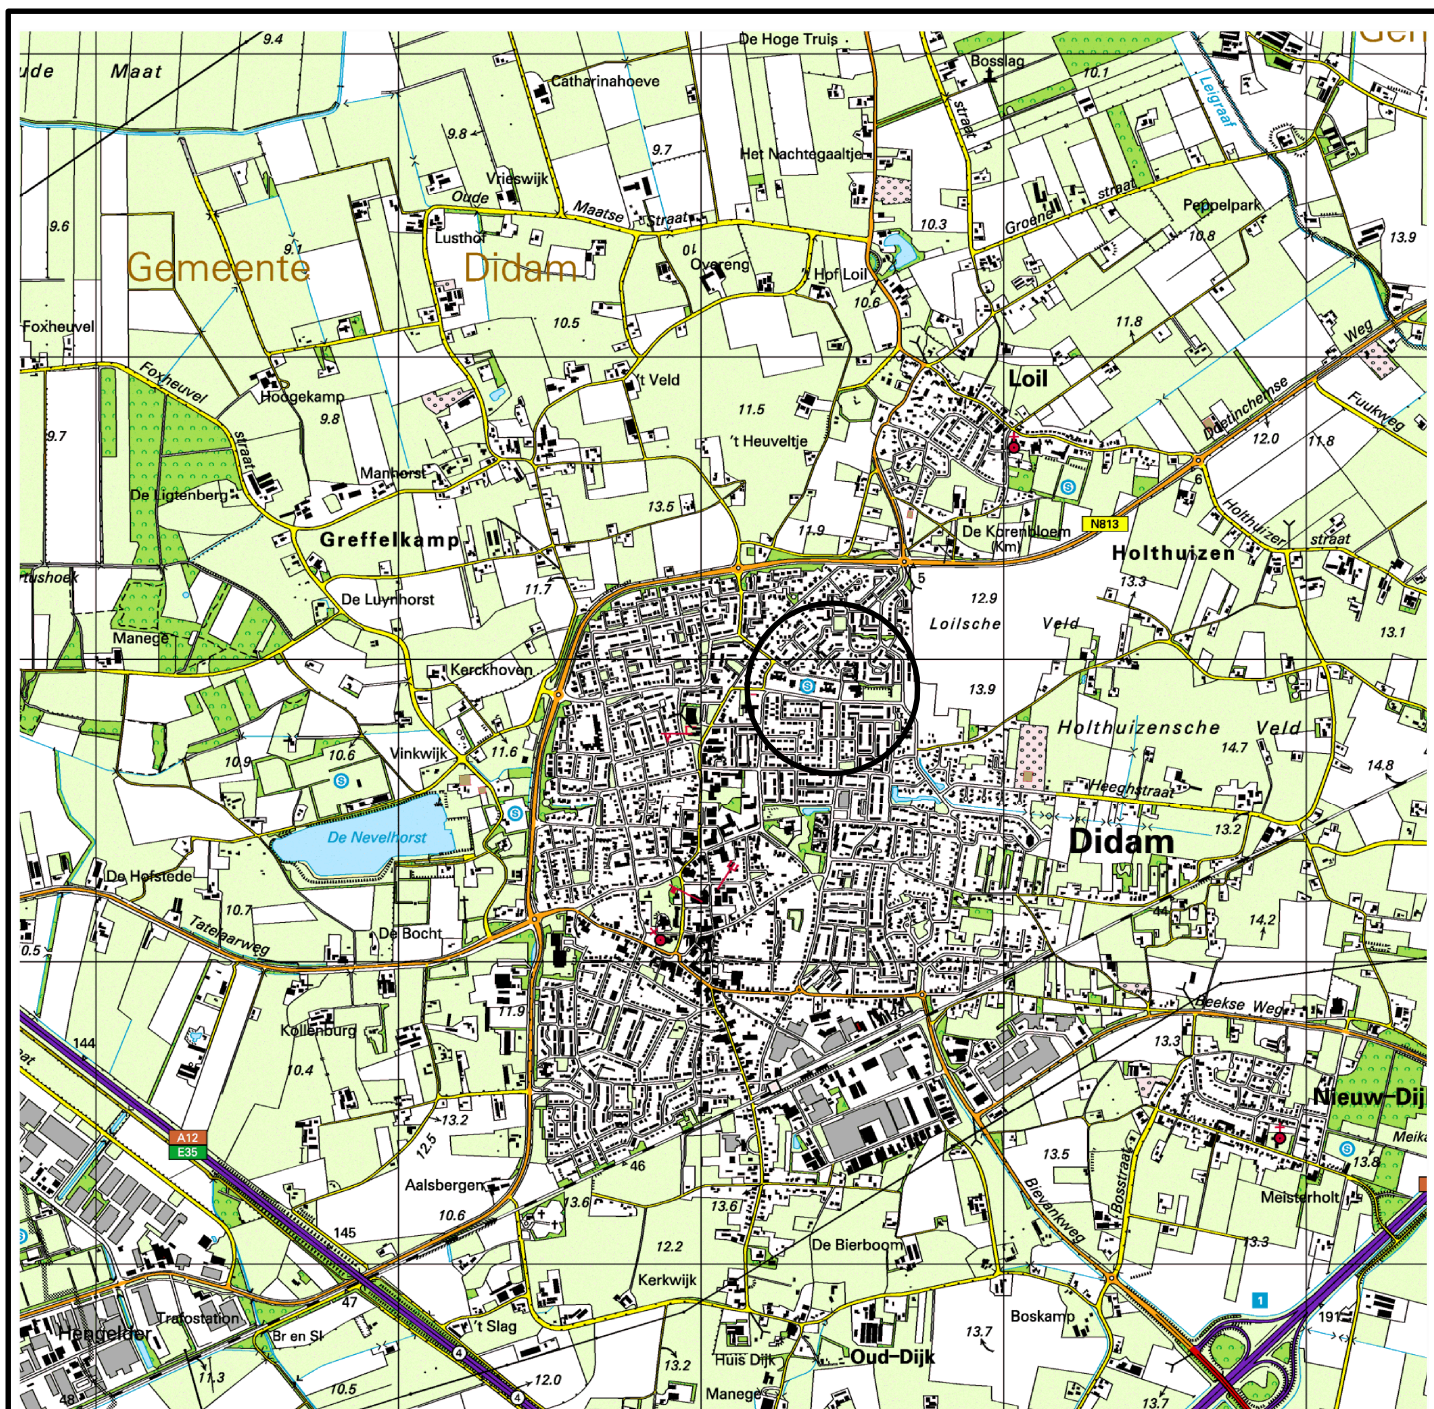 9.4
De Hoge Truis
ude Maat
Bosslag
10.1
Catharinahoeve
Leigraaf
straat
9.8
9.7
Het Nachtegaaltje
Vrieswijk
Oude Maatse Straat
straat
Groene
Peppelpark
9.6
10.3
10.8
13.9
Lusthof
10
Gemeente Didam
Overeng
't Hof Loil
10.6
Foxheuvel
10.5
11.8
Weg
Foxheuvel
straat
't Veld
Loil
Hoogekamp
9.8
11.5
Doetinchemse
Fuukweg
9.7
't Heuveltje
12.0
11.8
Manhorst
De Ligtenberg
S
6
13.5
11.9
Holthuizer straat
Greffelkamp
De Korenbloem
(Km)
N813
Holthuizen
rtushoek
11.7
5
13.3
De Luynhorst
12.9
Manege
Loilsche Veld
13.1
Kerckhoven
S
13.9
Holthuizensche Veld
10.9
10.6
Vinkwijk
11.6
14.7
14.8
S
Heeghstraat
S
De Nevelhorst
13.2
Didam
De Hofstede
10.7
Tatelaarweg
De Bocht
44
14.2
0.5
Beekse Weg
11.9
Kollenburg
144
13.3
10.4
Nieuw-Dij
13.2
12.5
A12
E35
Meik
13.5
S
13.8
46
Bievankweg
Bosstraat
Aalsbergen
Meisterholt
10.6
13.6
13.6
145
12.2
De Bierboom
13.3
Kerkwijk
47
1
Trafostation
Boskamp
191
Hengelder
Br en Sl
't Slag
13.7
4
Huis Dijk
Oud-Dijk
13.2
11.3
12.0
10.5
Manege
4
48
13.7